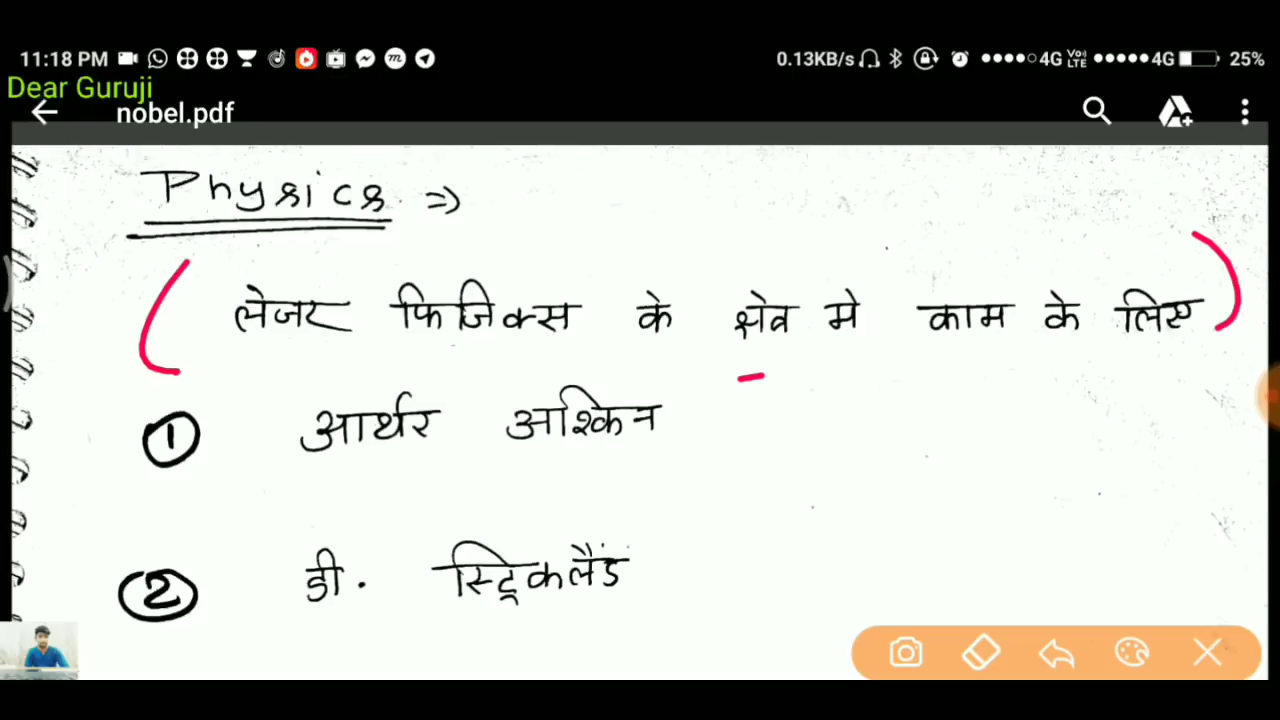 11:18 PM 0.13KB/s 4G VoLTE 4G 25%
Dear Guruji
nobel.pdf
Physics ⇒
(लेजर फिजिक्स के क्षेत्र मे काम के लिए)
① आर्थर अश्किन
② डी. स्ट्रिकलैंड